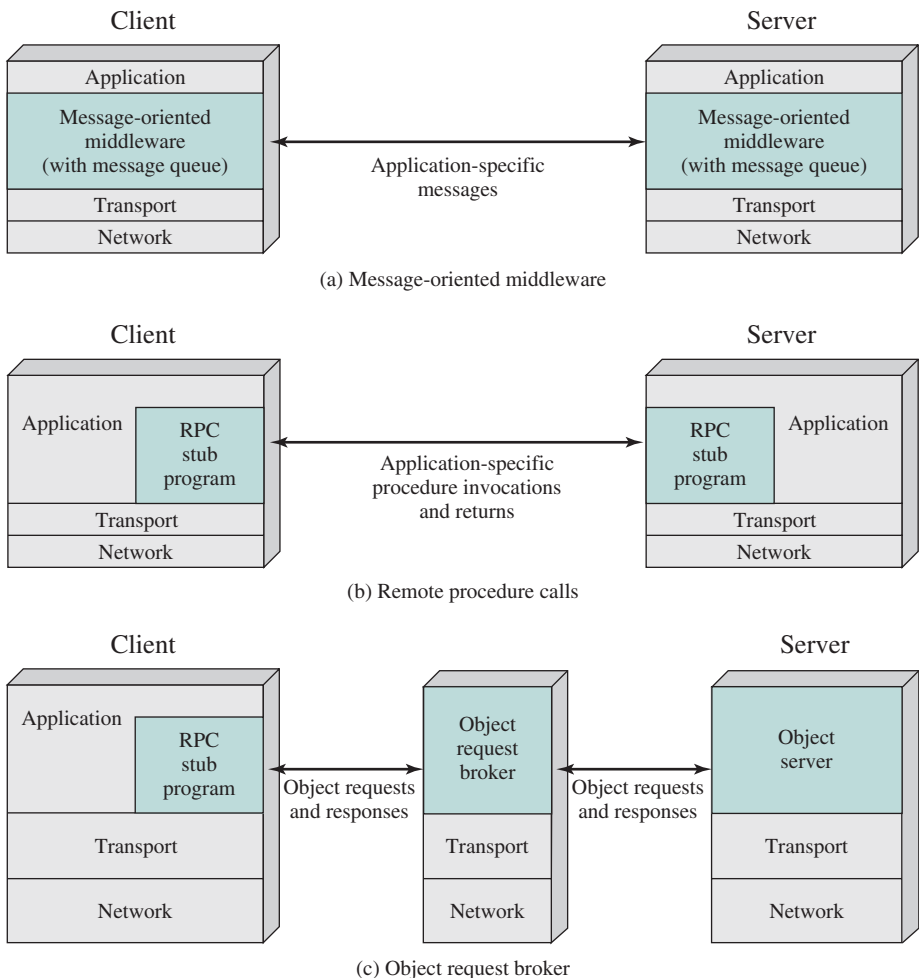 Client
Server
Application
Message-oriented
middleware
(with message queue)
Transport
Network
Application-specific
messages
Application
Message-oriented
middleware
(with message queue)
Transport
Network
(a) Message-oriented middleware
Client
Server
Application
RPC
stub
program
Transport
Network
Application-specific
procedure invocations
and returns
RPC
stub
program
Application
Transport
Network
(b) Remote procedure calls
Client
Server
Application
RPC
stub
program
Transport
Network
Object requests
and responses
Object
request
broker
Transport
Network
Object requests
and responses
Object
server
Transport
Network
(c) Object request broker